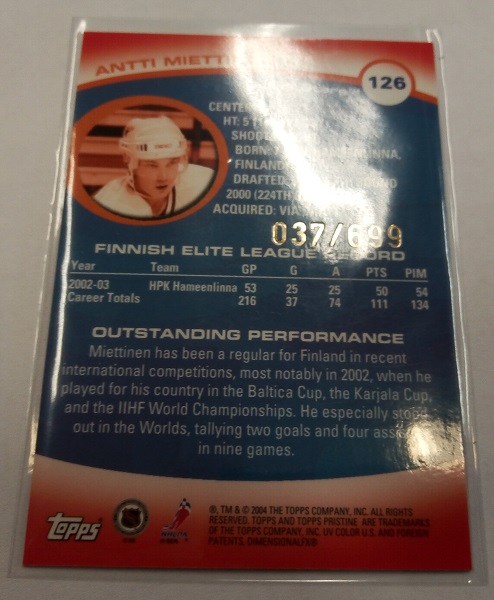 ANTTI
126
CENTER
HT: 5'
BORN:
FINLAND
DRAFTED
2000 (224TH
ACQUIRED: VIA
037/699
FINNISH ELITE LEAGUE RECORD
Year Team GP G A PTS PIM
2002-03 HPK Hameenlinna 53 25 25 50 54
Career Totals 216 37 74 111 134
OUTSTANDING PERFORMANCE
Miettinen has been a regular for Finland in recent
international competitions, most notably in 2002, when he
played for his country in the Baltica Cup, the Karjala Cup,
and the IIHF World Championships. He especially stood
out in the Worlds, tallying two goals and four assists
in nine games.
Topps
®, TM & © 2004 THE TOPPS COMPANY, INC. ALL RIGHTS
RESERVED. TOPPS AND TOPPS PRISTINE ARE TRADEMARKS
OF THE TOPPS COMPANY, INC. UV COLOR U.S. AND FOREIGN
PATENTS, DIMENSIONALFX®